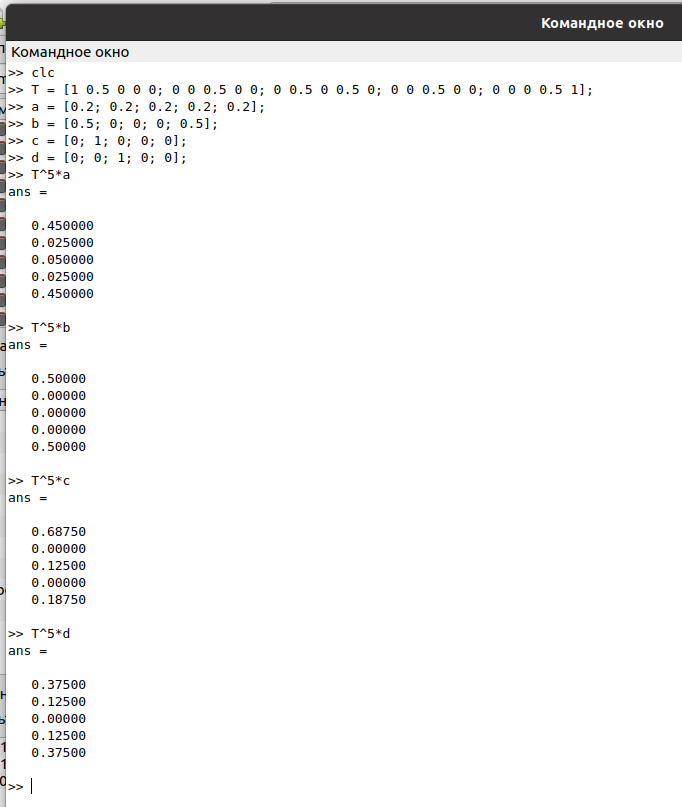 Командное окно
Командное окно
>> clc
>> T = [1 0.5 0 0 0; 0 0 0.5 0 0; 0 0.5 0 0.5 0; 0 0 0.5 0 0; 0 0 0 0.5 1];
>> a = [0.2; 0.2; 0.2; 0.2; 0.2];
>> b = [0.5; 0; 0; 0; 0.5];
>> c = [0; 1; 0; 0; 0];
>> d = [0; 0; 1; 0; 0];
>> T^5*a
ans =
0.450000
0.025000
0.050000
0.025000
0.450000
>> T^5*b
ans =
0.50000
0.00000
0.00000
0.00000
0.50000
>> T^5*c
ans =
0.68750
0.00000
0.12500
0.00000
0.18750
>> T^5*d
ans =
0.37500
0.12500
0.00000
0.12500
0.37500
>>